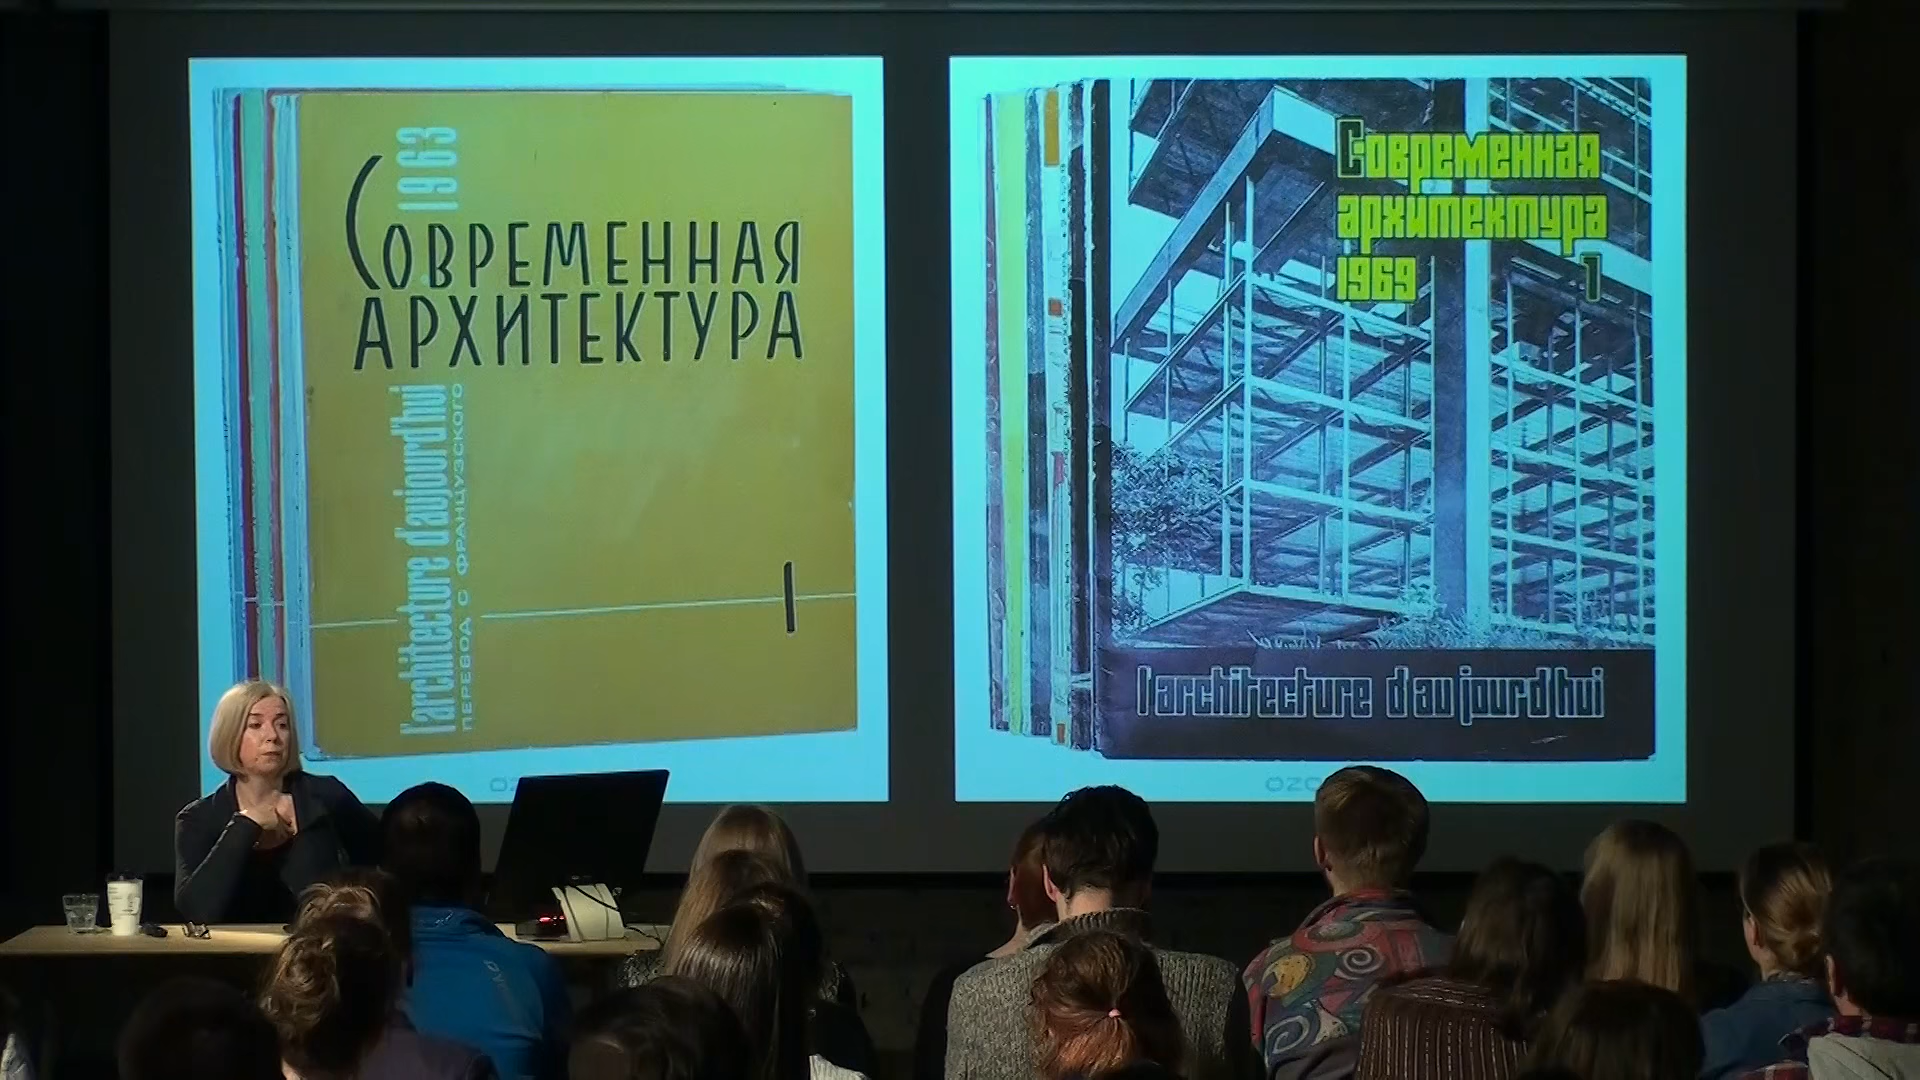 1963
Современная
архитектура
l'architecture d'aujourd'hui
перевод с французского
1
Современная
архитектура
1969 1
l'architecture d'aujourd'hui